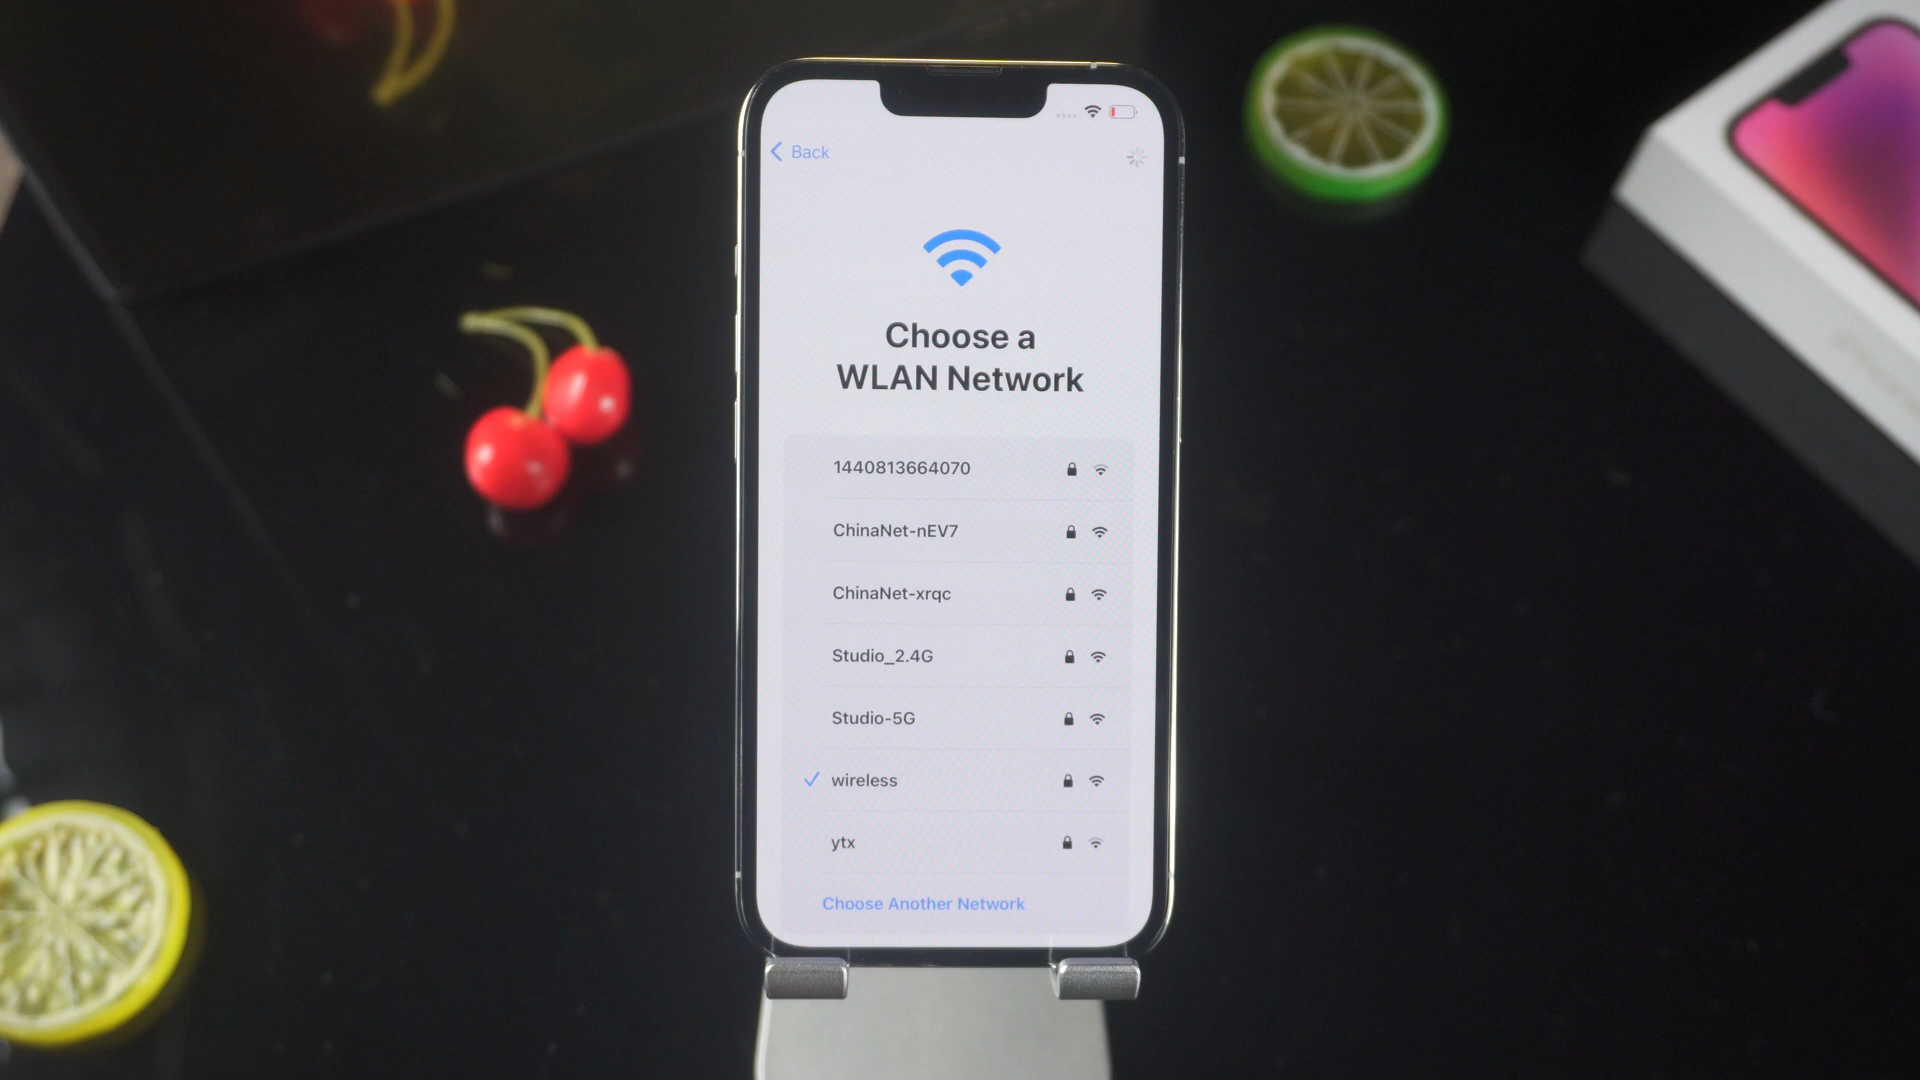 Back
Choose a
WLAN Network
1440813664070
ChinaNet-nEV7
ChinaNet-xrqc
Studio_2.4G
Studio-5G
wireless
ytx
Choose Another Network